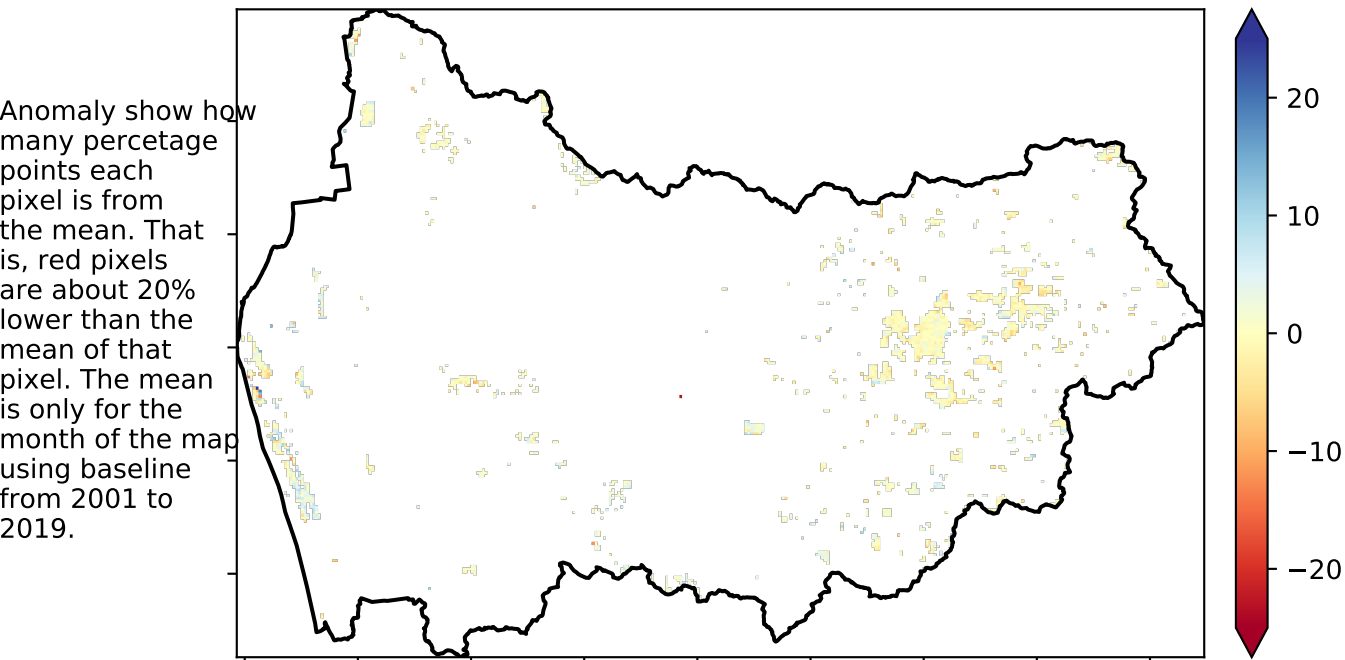 Anomaly show how
many percetage
points each
pixel is from
the mean. That
is, red pixels
are about 20%
lower than the
mean of that
pixel. The mean
is only for the
month of the map
using baseline
from 2001 to
2019.
20
10
0
−10
−20